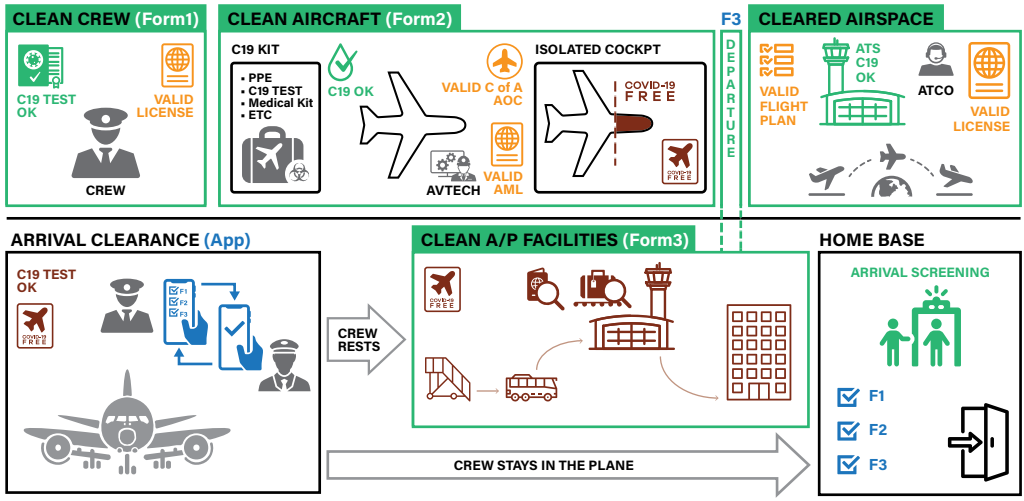 CLEAN CREW (Form1)
C19 TEST
OK
VALID
LICENSE
CREW
CLEAN AIRCRAFT (Form2)
C19 KIT
▪ PPE
▪ C19 TEST
▪ Medical Kit
▪ ETC
C19 OK
AVTECH
VALID C of A
AOC
VALID
AML
ISOLATED COCKPT
COVID-19
FREE
COVID-19
FREE
F3
DEPARTURE
CLEARED AIRSPACE
VALID
FLIGHT
PLAN
ATS
C19
OK
ATCO
VALID
LICENSE
ARRIVAL CLEARANCE (App)
C19 TEST
OK
COVID-19
FREE
F1
F2
F3
CREW
RESTS
CLEAN A/P FACILITIES (Form3)
COVID-19
FREE
CREW STAYS IN THE PLANE
HOME BASE
ARRIVAL SCREENING
F1
F2
F3